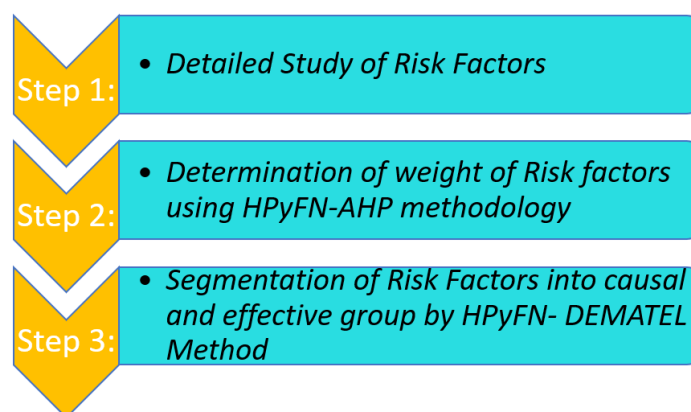 Step 1:
• Detailed Study of Risk Factors
Step 2:
• Determination of weight of Risk factors
using HPyFN-AHP methodology
Step 3:
• Segmentation of Risk Factors into causal
and effective group by HPyFN- DEMATEL
Method